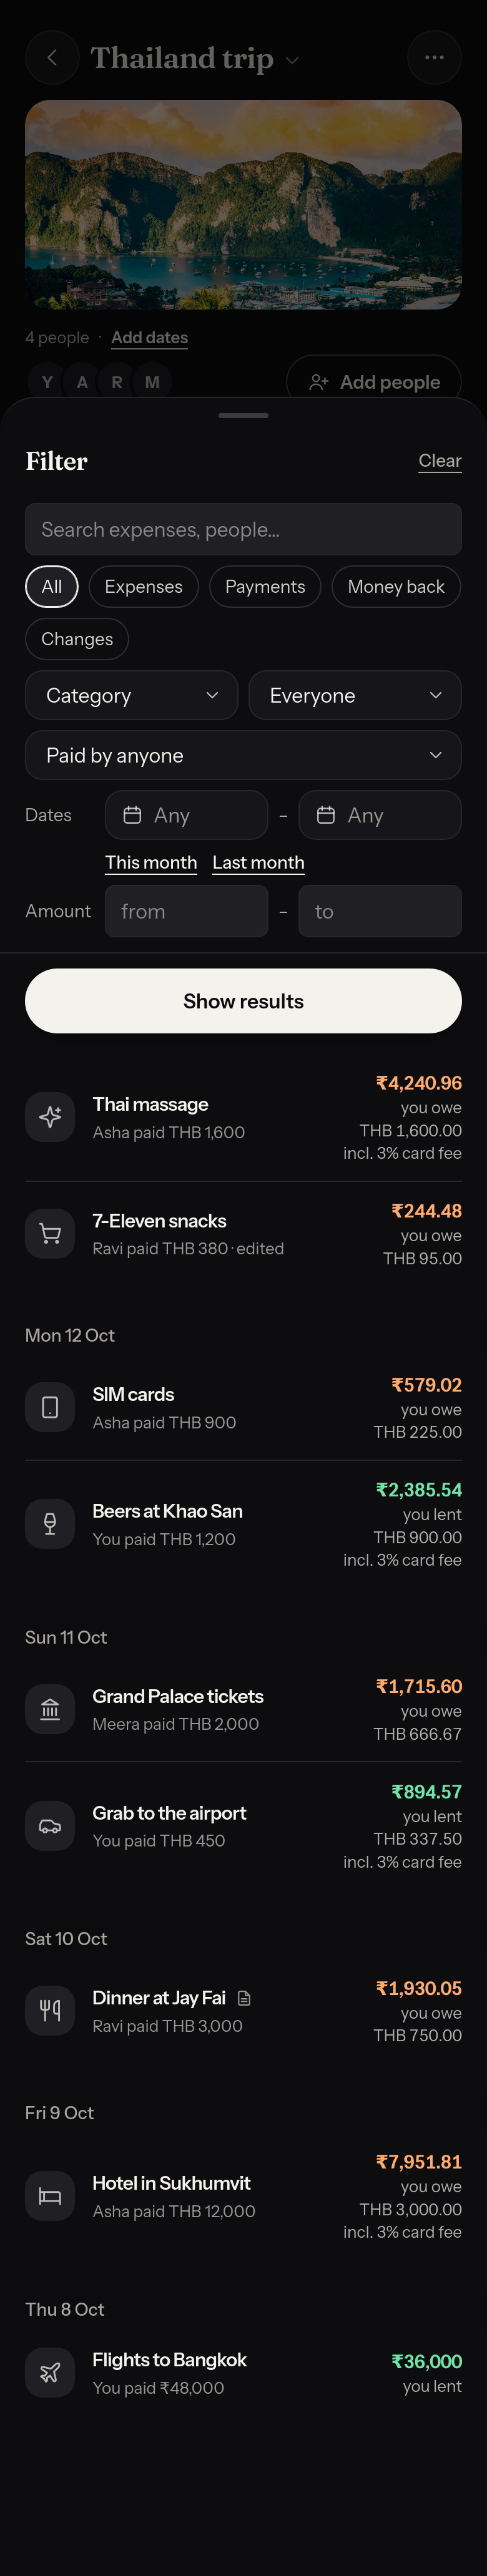 Thailand trip
4 people · Add dates
Y A R M
Add people
Filter
Clear
Search expenses, people...
All Expenses Payments Money back
Changes
Category Everyone
Paid by anyone
Dates Any – Any
This month Last month
Amount from – to
Show results
₹4,240.96
Thai massage
you owe
Asha paid THB 1,600
THB 1,600.00
incl. 3% card fee
₹244.48
7-Eleven snacks
you owe
Ravi paid THB 380 · edited
THB 95.00
Mon 12 Oct
₹579.02
SIM cards
you owe
Asha paid THB 900
THB 225.00
₹2,385.54
Beers at Khao San
you lent
You paid THB 1,200
THB 900.00
incl. 3% card fee
Sun 11 Oct
₹1,715.60
Grand Palace tickets
you owe
Meera paid THB 2,000
THB 666.67
₹894.57
Grab to the airport
you lent
You paid THB 450
THB 337.50
incl. 3% card fee
Sat 10 Oct
₹1,930.05
Dinner at Jay Fai
you owe
Ravi paid THB 3,000
THB 750.00
Fri 9 Oct
₹7,951.81
Hotel in Sukhumvit
you owe
Asha paid THB 12,000
THB 3,000.00
incl. 3% card fee
Thu 8 Oct
Flights to Bangkok
₹36,000
You paid ₹48,000
you lent